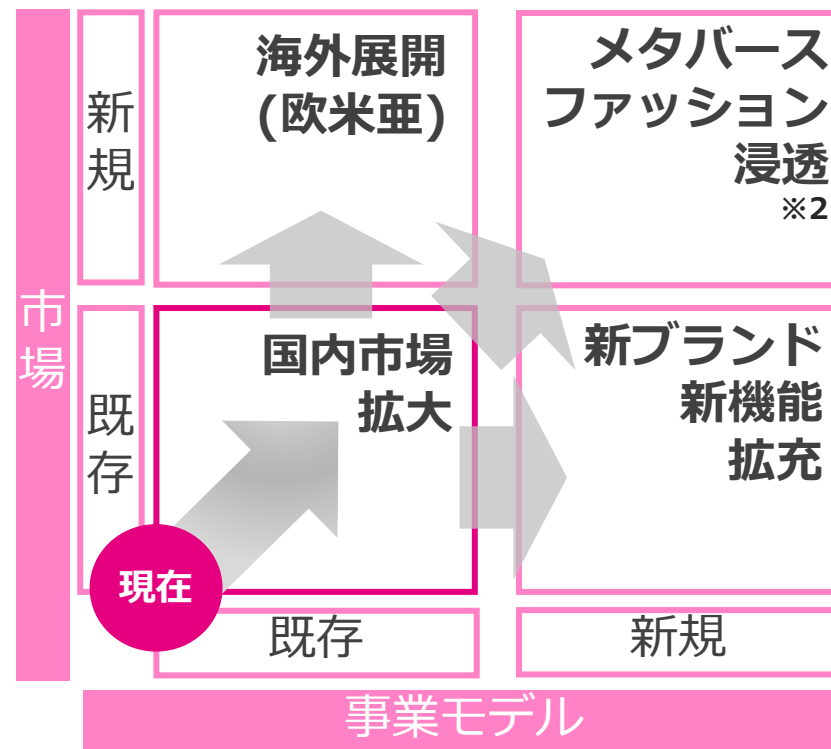 市場
新規
海外展開
(欧米亜)
メタバース
ファッション
浸透
※2
既存
国内市場
拡大
新ブランド
新機能
拡充
現在
既存
新規
事業モデル